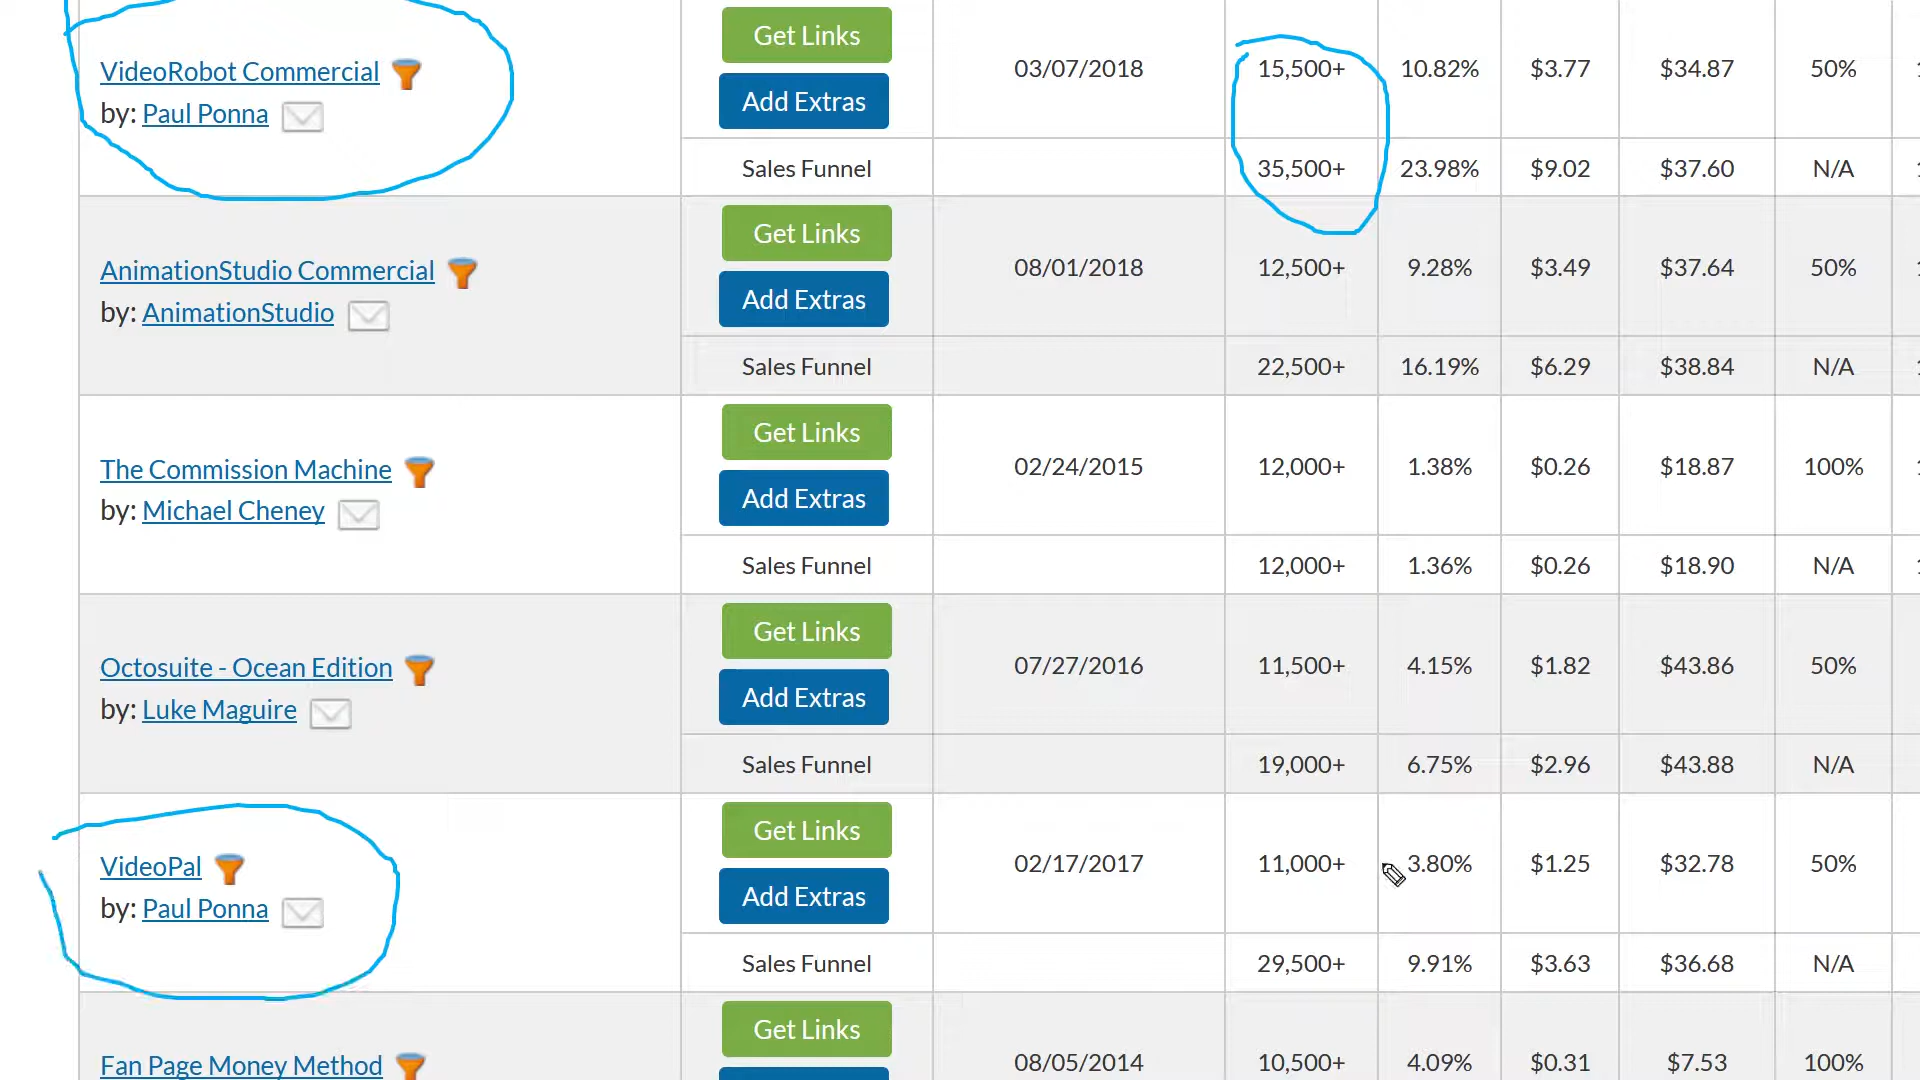 Get Links
VideoRobot Commercial
by: Paul Ponna
Add Extras
03/07/2018 15,500+ 10.82% $3.77 $34.87 50%
Sales Funnel 35,500+ 23.98% $9.02 $37.60 N/A
Get Links
AnimationStudio Commercial
by: AnimationStudio
Add Extras
08/01/2018 12,500+ 9.28% $3.49 $37.64 50%
Sales Funnel 22,500+ 16.19% $6.29 $38.84 N/A
Get Links
The Commission Machine
by: Michael Cheney
Add Extras
02/24/2015 12,000+ 1.38% $0.26 $18.87 100%
Sales Funnel 12,000+ 1.36% $0.26 $18.90 N/A
Get Links
Octosuite - Ocean Edition
by: Luke Maguire
Add Extras
07/27/2016 11,500+ 4.15% $1.82 $43.86 50%
Sales Funnel 19,000+ 6.75% $2.96 $43.88 N/A
Get Links
VideoPal
by: Paul Ponna
Add Extras
02/17/2017 11,000+ 3.80% $1.25 $32.78 50%
Sales Funnel 29,500+ 9.91% $3.63 $36.68 N/A
Get Links
Fan Page Money Method
08/05/2014 10,500+ 4.09% $0.31 $7.53 100%